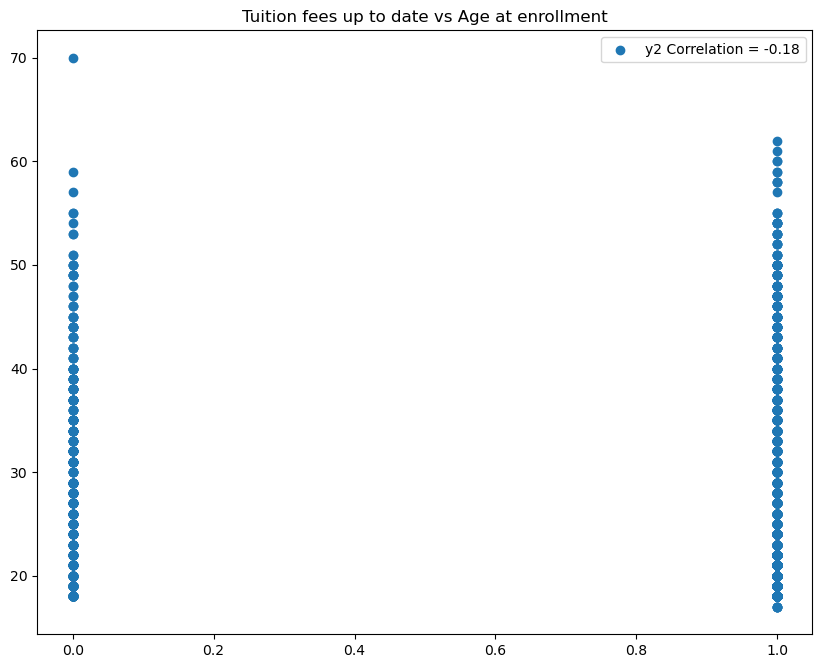 Tuition fees up to date vs Age at enrollment
y2 Correlation = -0.18
70
60
50
40
30
20
0.0 0.2 0.4 0.6 0.8 1.0